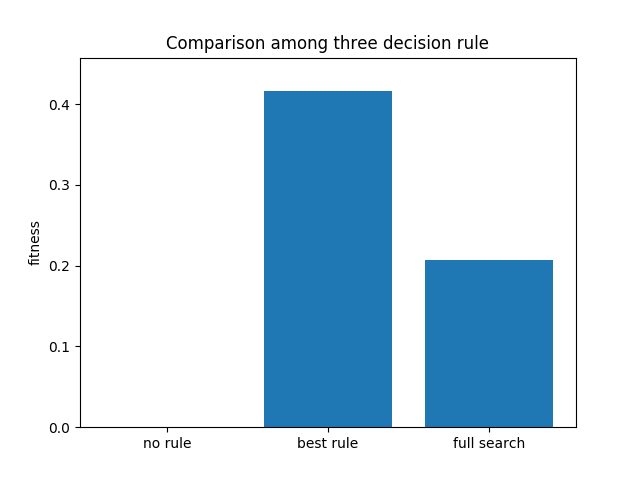 Comparison among three decision rule
fitness
0.4
0.3
0.2
0.1
0.0
no rule
best rule
full search